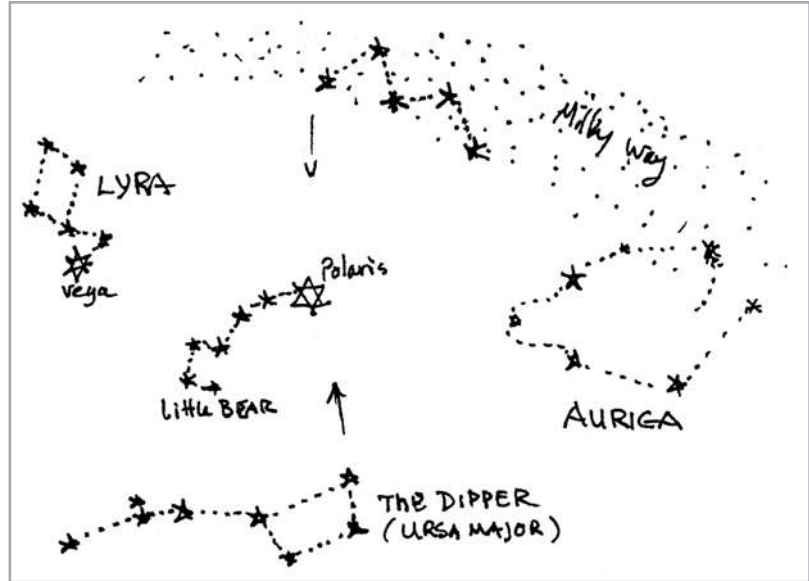 Milky Way
LYRA
Vega
Polaris
Little BEAR
AURIGA
The DIPPER
(URSA MAJOR)